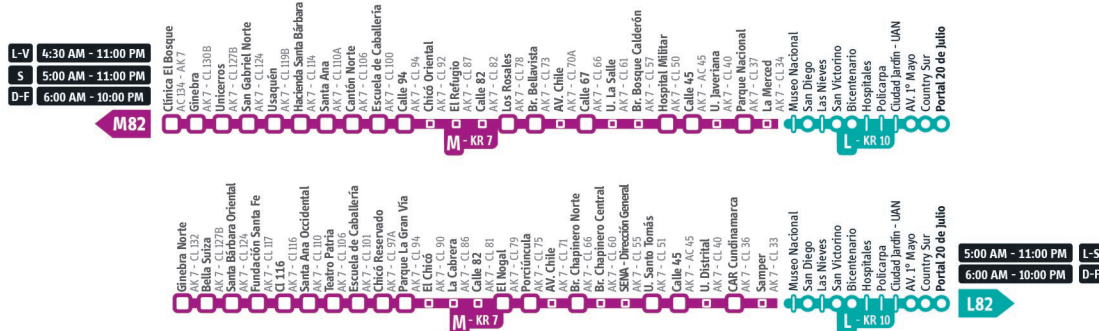 L-V 4:30 AM - 11:00 PM
S 5:00 AM - 11:00 PM
D-F 6:00 AM - 10:00 PM
M82
Clínica El Bosque
AC 134 - AK 7
Ginebra
AK 7 - CL 130B
Unicerros
AK 7 - CL 127B
San Gabriel Norte
AK 7 - CL 124
Usaquén
AK 7 - CL 119B
Hacienda Santa Bárbara
AK 7 - CL 114
Santa Ana
AK 7 - CL 110A
Cantón Norte
AK 7 - CL 106
Escuela de Caballería
AK 7 - CL 100
Calle 94
AK 7 - CL 94
Chicó Oriental
AK 7 - CL 92
El Refugio
AK 7 - CL 87
Calle 82
AK 7 - CL 82
Los Rosales
AK 7 - CL 78
Br. Bellavista
AK 7 - CL 73
AV. Chile
AK 7 - CL 70A
Calle 67
AK 7 - CL 66
U. La Salle
AK 7 - CL 61
Br. Bosque Calderón
AK 7 - CL 57
Hospital Militar
AK 7 - CL 50
Calle 45
AK 7 - AC 45
U. Javeriana
AK 7 - CL 40
Parque Nacional
AK 7 - CL 37
La Merced
AK 7 - CL 34
Museo Nacional
San Diego
Las Nieves
San Victorino
Bicentenario
Hospitales
Policarpa
Ciudad Jardín - UAN
AV. 1º Mayo
Country Sur
Portal 20 de Julio
M - KR 7
L - KR 10
Ginebra Norte
AK 7 - CL 132
Bella Suiza
AK 7 - CL 127B
Santa Bárbara Oriental
AK 7 - CL 124
Fundación Santa Fe
AK 7 - CL 117
Cl 116
AK 7 - CL 116
Santa Ana Occidental
AK 7 - CL 110
Teatro Patria
AK 7 - CL 106
Escuela de Caballería
AK 7 - CL 101
Chicó Reservado
AK 7 - CL 97A
Parque La Gran Vía
AK 7 - CL 94
El Chicó
AK 7 - CL 90
La Cabrera
AK 7 - CL 86
Calle 82
AK 7 - CL 81
El Nogal
AK 7 - CL 79
Porciúncula
AK 7 - CL 75
AV. Chile
AK 7 - CL 71
Br. Chapinero Norte
AK 7 - CL 66
Br. Chapinero Central
AK 7 - CL 60
SENA - Dirección General
AK 7 - CL 55
U. Santo Tomás
AK 7 - CL 51
Calle 45
AK 7 - AC 45
U. Distrital
AK 7 - CL 40
CAR Cundinamarca
AK 7 - CL 36
Samper
AK 7 - CL 33
Museo Nacional
San Diego
Las Nieves
San Victorino
Bicentenario
Hospitales
Policarpa
Ciudad Jardín - UAN
AV. 1º Mayo
Country Sur
Portal 20 de Julio
M - KR 7
L - KR 10
5:00 AM - 11:00 PM L-S
6:00 AM - 10:00 PM D-F
L82